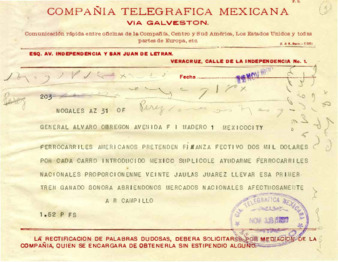 COMPAÑÍA TELEGRAFICA MEXICANA
VIA GALVESTON.
Comunicación rápida entre oficinas de la Compañía, Centro y Sud América, Los Estados Unidos y todas
partes de Europa, etc.
ESQ. AV. INDEPENDENCIA Y SAN JUAN DE LETRAN.
VERACRUZ, CALLE DE LA INDEPENDENCIA No. 1.
Fecha
203
NOGALES AZ 31 OF
GENERAL ALVARO OBREGON AVENIDA F I MADERO 1 MEXICOCITY
FERROCARRILES AMERICANOS PRETENDEN FIANZA FECTIVO DOS MIL DOLARES
POR CADA CARRO INTRODUCIDO MEXICO SUPLICOLE AYUDARME FERROCARRILES
NACIONALES PROPORCIONENME VEINTE JAULAS JUAREZ LLEVAR ESA PRIMER
TREN GANADO SONORA ABRIENDONOS MERCADOS NACIONALES AFECTUOSAMENTE
A R CAMPILLO
1.52 P FS
CIA TELEGRAFICA MEXICANA
NOV
LA RECTIFICACION DE PALABRAS DUDOSAS, DEBERA SOLICITARSE POR MEDIACION DE LA
COMPAÑIA, QUIEN SE ENCARGARA DE OBTENERLA SIN ESTIPENDIO ALGUNO.